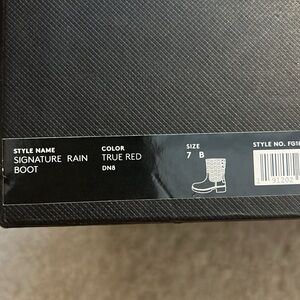 STYLE NAME
SIGNATURE RAIN
BOOT
COLOR
TRUE RED
DN8
SIZE
7 B
STYLE NO.